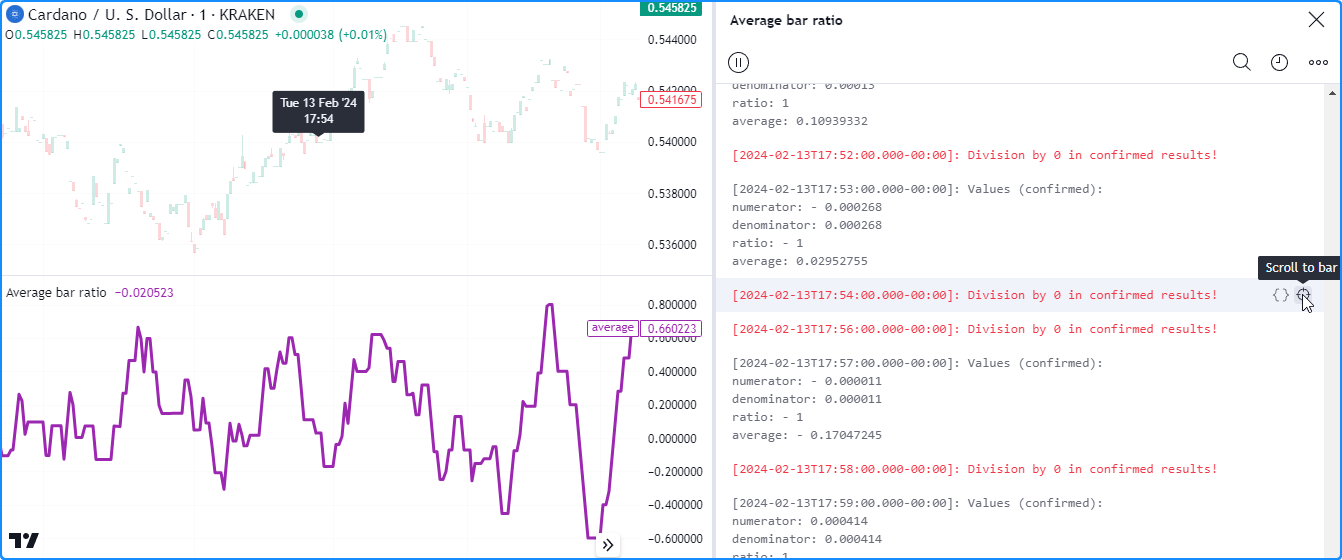 Cardano / U. S. Dollar · 1 · KRAKEN
O0.545825 H0.545825 L0.545825 C0.545825 +0.000038 (+0.01%)
0.545825
0.544000
0.542000
0.541675
0.540000
0.538000
0.536000
Tue 13 Feb '24
17:54
Average bar ratio −0.020523
0.800000
average 0.660223
0.600000
0.400000
0.200000
0.000000
−0.200000
−0.400000
−0.600000
Average bar ratio
denominator: 0.00013
ratio: 1
average: 0.10939332
[2024-02-13T17:52:00.000-00:00]: Division by 0 in confirmed results!
[2024-02-13T17:53:00.000-00:00]: Values (confirmed):
numerator: - 0.000268
denominator: 0.000268
ratio: - 1
average: 0.02952755
Scroll to bar
[2024-02-13T17:54:00.000-00:00]: Division by 0 in confirmed results!
[2024-02-13T17:56:00.000-00:00]: Division by 0 in confirmed results!
[2024-02-13T17:57:00.000-00:00]: Values (confirmed):
numerator: - 0.000011
denominator: 0.000011
ratio: - 1
average: - 0.17047245
[2024-02-13T17:58:00.000-00:00]: Division by 0 in confirmed results!
[2024-02-13T17:59:00.000-00:00]: Values (confirmed):
numerator: 0.000414
denominator: 0.000414
ratio: 1